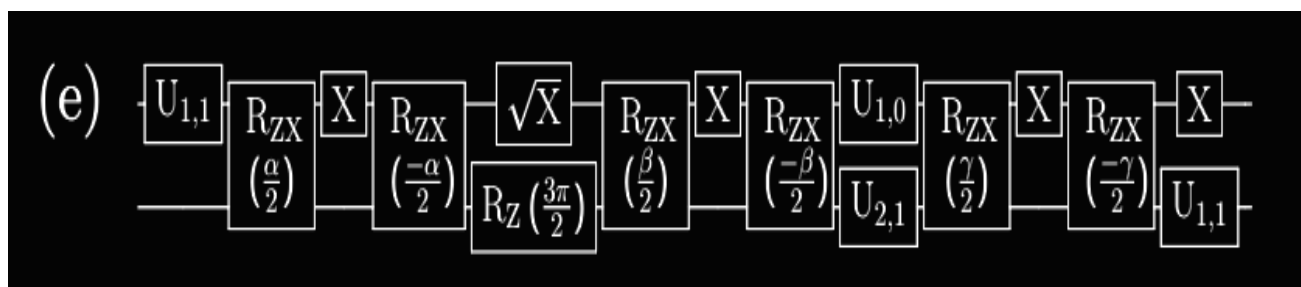 (e)
U1,1 RZX(α/2) X RZX(-α/2) √X RZX(β/2) X RZX(-β/2) U1,0 RZX(γ/2) X RZX(-γ/2) X
RZ(3π/2) U2,1 U1,1